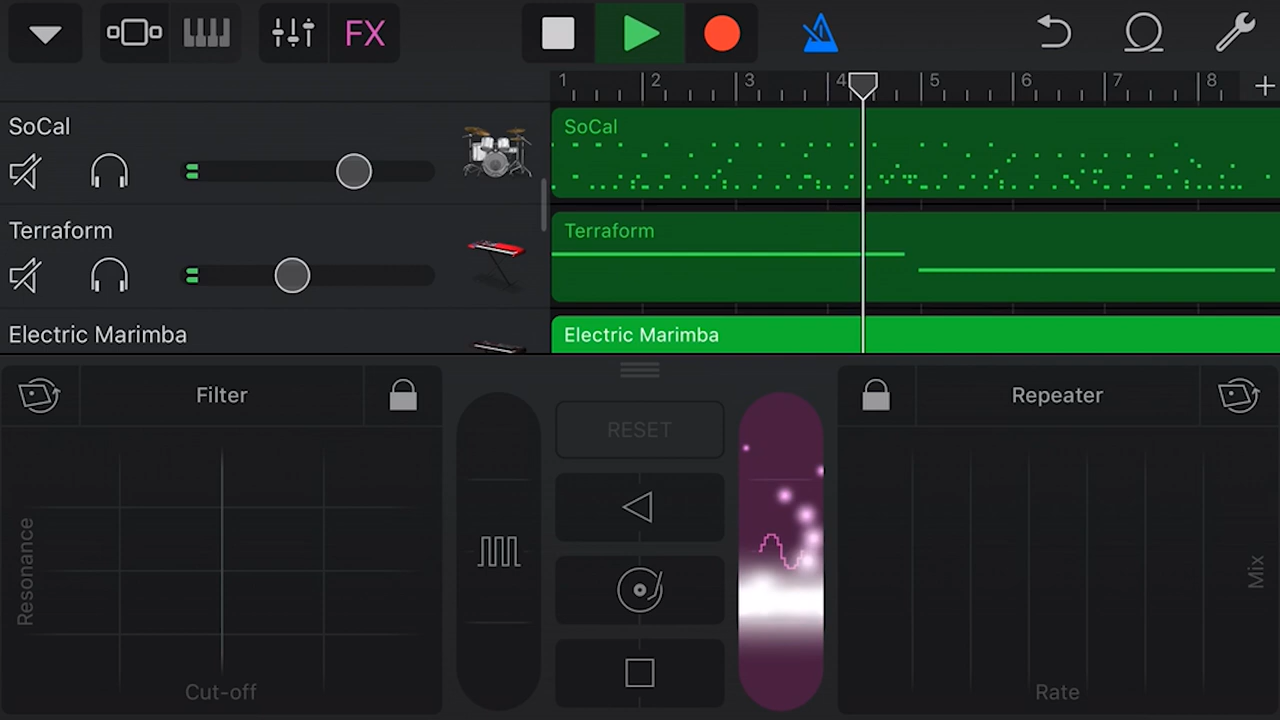 FX
1 2 3 4 5 6 7 8 +
SoCal
SoCal
Terraform
Terraform
Electric Marimba
Electric Marimba
Filter
Repeater
RESET
Resonance
Mix
Cut-off
Rate